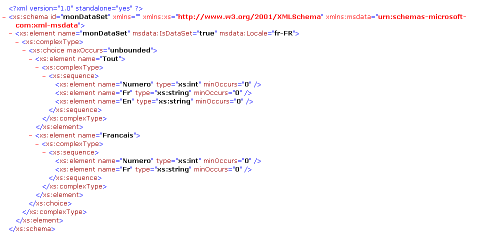 <?xml version="1.0" standalone="yes" ?>
- <xs:schema id="monDataSet" xmlns="" xmlns:xs="http://www.w3.org/2001/XMLSchema" xmlns:msdata="urn:schemas-microsoft-
com:xml-msdata">
- <xs:element name="monDataSet" msdata:IsDataSet="true" msdata:Locale="fr-FR">
- <xs:complexType>
- <xs:choice maxOccurs="unbounded">
- <xs:element name="Tout">
- <xs:complexType>
- <xs:sequence>
<xs:element name="Numero" type="xs:int" minOccurs="0" />
<xs:element name="Fr" type="xs:string" minOccurs="0" />
<xs:element name="En" type="xs:string" minOccurs="0" />
</xs:sequence>
</xs:complexType>
</xs:element>
- <xs:element name="Francais">
- <xs:complexType>
- <xs:sequence>
<xs:element name="Numero" type="xs:int" minOccurs="0" />
<xs:element name="Fr" type="xs:string" minOccurs="0" />
</xs:sequence>
</xs:complexType>
</xs:element>
</xs:choice>
</xs:complexType>
</xs:element>
</xs:schema>